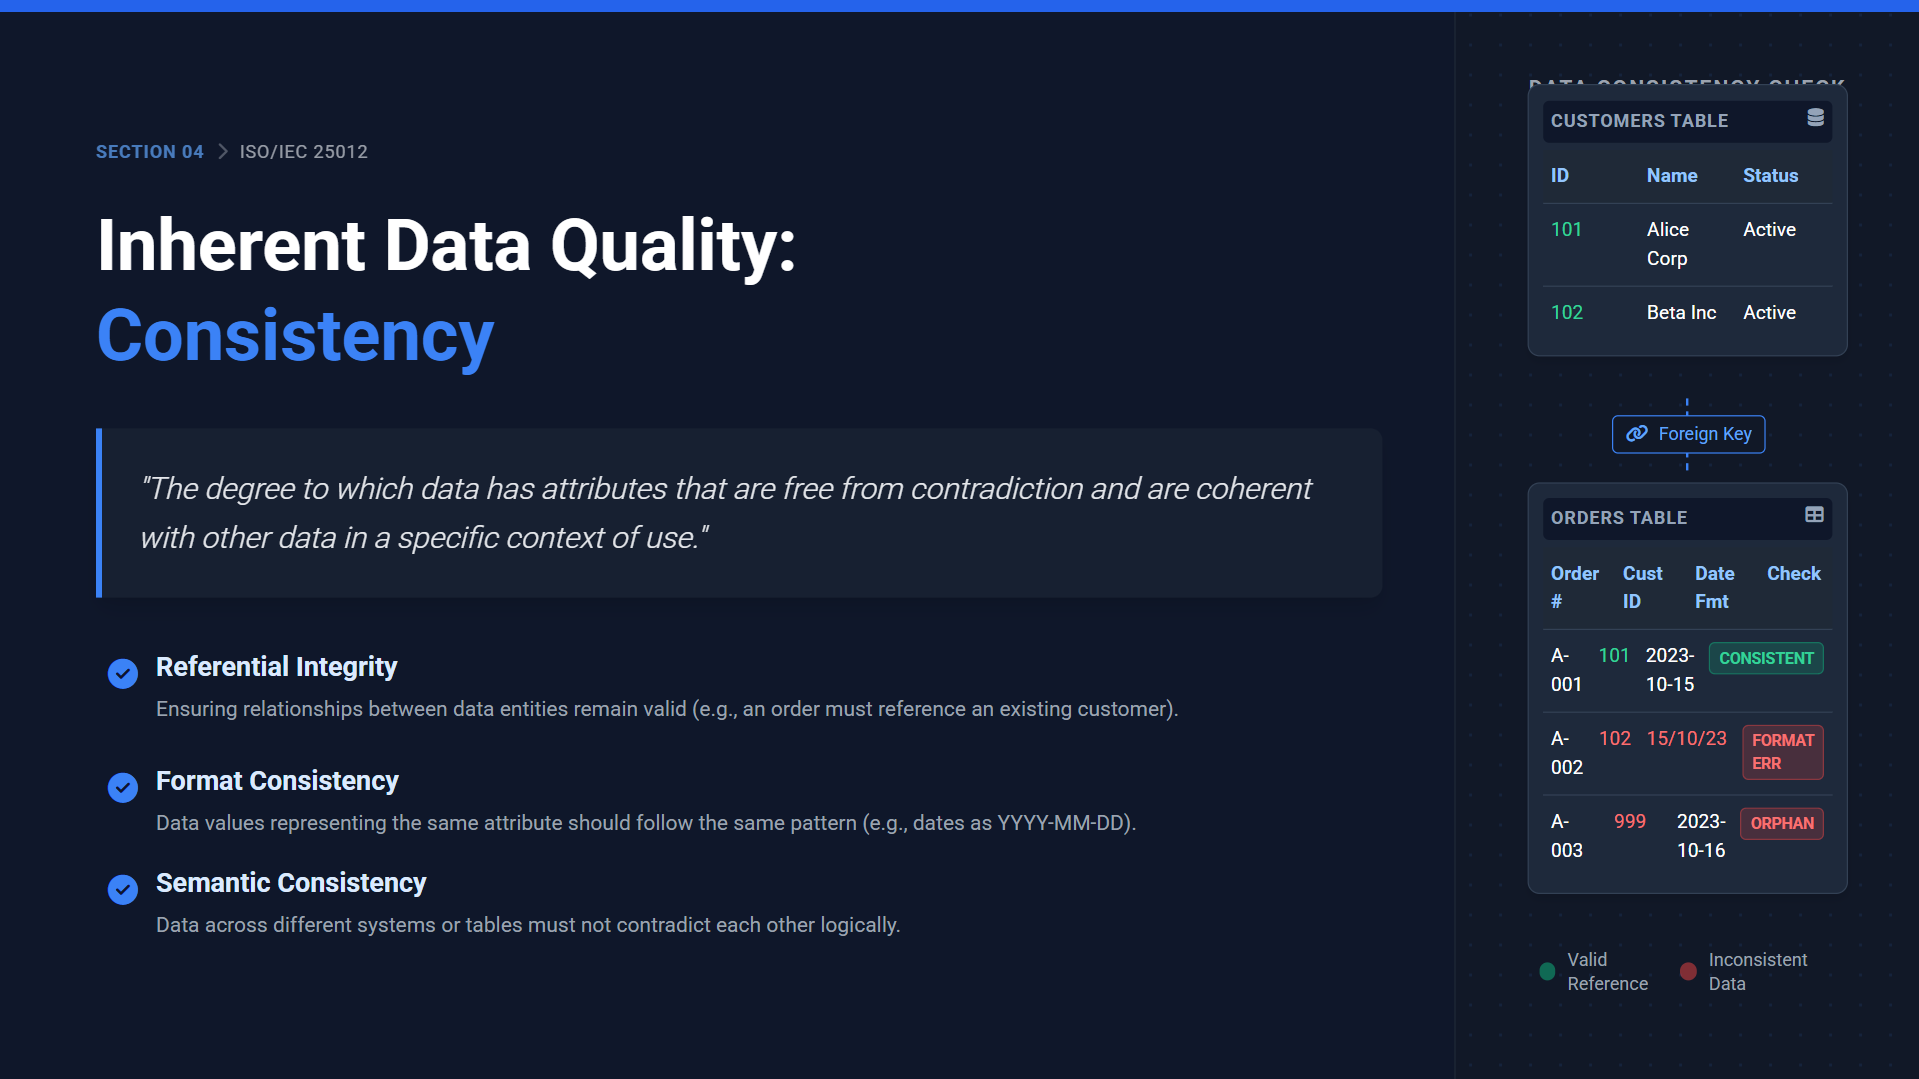 SECTION 04 > ISO/IEC 25012
Inherent Data Quality:
Consistency
"The degree to which data has attributes that are free from contradiction and are coherent
with other data in a specific context of use."
Referential Integrity
Ensuring relationships between data entities remain valid (e.g., an order must reference an existing customer).
Format Consistency
Data values representing the same attribute should follow the same pattern (e.g., dates as YYYY-MM-DD).
Semantic Consistency
Data across different systems or tables must not contradict each other logically.
DATA CONSISTENCY CHECK
CUSTOMERS TABLE
ID Name Status
101 Alice Active
Corp
102 Beta Inc Active
Foreign Key
ORDERS TABLE
Order Cust Date Check
# ID Fmt
A- 101 2023- CONSISTENT
001 10-15
A- 102 15/10/23 FORMAT
002 ERR
A- 999 2023- ORPHAN
003 10-16
Valid Inconsistent
Reference Data